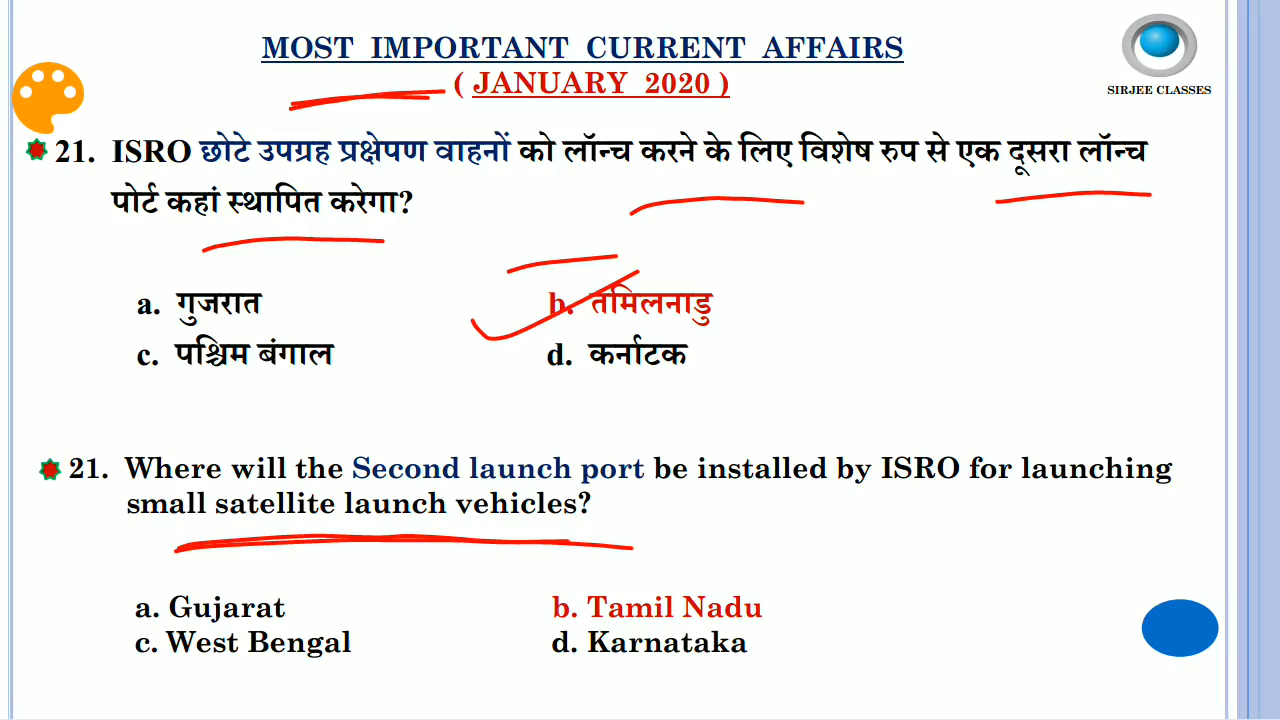 MOST IMPORTANT CURRENT AFFAIRS
( JANUARY 2020 )
SIRJEE CLASSES
21. ISRO छोटे उपग्रह प्रक्षेपण वाहनों को लॉन्च करने के लिए विशेष रुप से एक दूसरा लॉन्च
पोर्ट कहां स्थापित करेगा?
a. गुजरात b. तमिलनाडु
c. पश्चिम बंगाल d. कर्नाटक
21. Where will the Second launch port be installed by ISRO for launching
small satellite launch vehicles?
a. Gujarat b. Tamil Nadu
c. West Bengal d. Karnataka